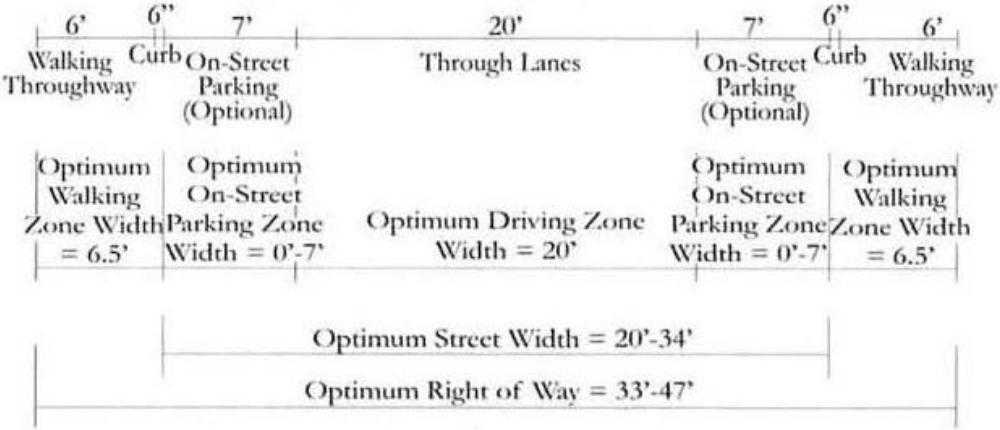 6' 6" 7' 20' 7' 6" 6'
Walking Throughway
Curb
On-Street Parking (Optional)
Through Lanes
On-Street Parking (Optional)
Curb
Walking Throughway
Optimum Walking Zone Width = 6.5'
Optimum On-Street Parking Zone Width = 0'-7'
Optimum Driving Zone Width = 20'
Optimum On-Street Parking Zone Width = 0'-7'
Optimum Walking Zone Width = 6.5'
Optimum Street Width = 20'-34'
Optimum Right of Way = 33'-47'